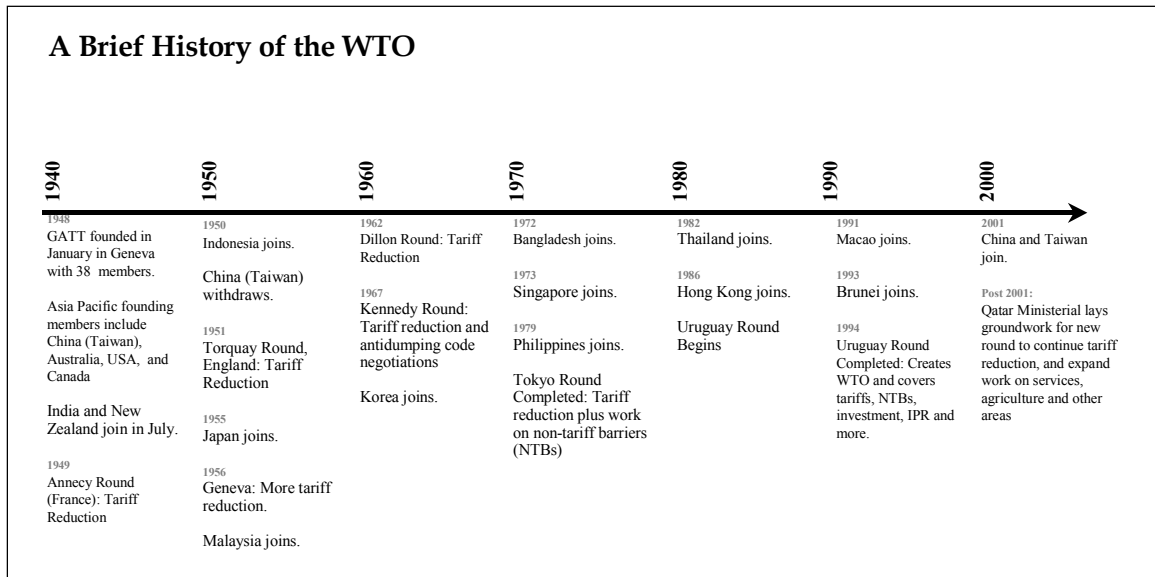 A Brief History of the WTO
1940
1950
1960
1970
1980
1990
2000
1948
GATT founded in
January in Geneva
with 38 members.
Asia Pacific founding
members include
China (Taiwan),
Australia, USA, and
Canada
India and New
Zealand join in July.
1949
Annecy Round
(France): Tariff
Reduction
1950
Indonesia joins.
China (Taiwan)
withdraws.
1951
Torquay Round,
England: Tariff
Reduction
1955
Japan joins.
1956
Geneva: More tariff
reduction.
Malaysia joins.
1962
Dillon Round: Tariff
Reduction
1967
Kennedy Round:
Tariff reduction and
antidumping code
negotiations
Korea joins.
1972
Bangladesh joins.
1973
Singapore joins.
1979
Philippines joins.
Tokyo Round
Completed: Tariff
reduction plus work
on non-tariff barriers
(NTBs)
1982
Thailand joins.
1986
Hong Kong joins.
Uruguay Round
Begins
1991
Macao joins.
1993
Brunei joins.
1994
Uruguay Round
Completed: Creates
WTO and covers
tariffs, NTBs,
investment, IPR and
more.
2001
China and Taiwan
join.
Post 2001:
Qatar Ministerial lays
groundwork for new
round to continue tariff
reduction, and expand
work on services,
agriculture and other
areas